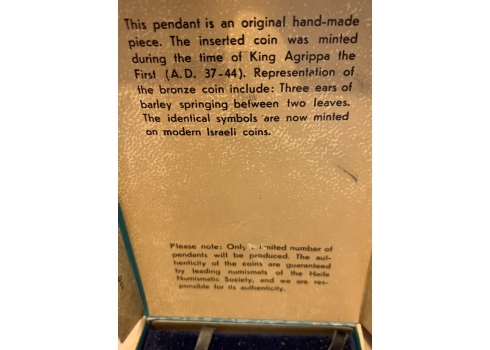 This pendant is an original hand-made
piece. The inserted coin was minted
during the time of King Agrippa the
First (A.D. 37-44). Representation of
the bronze coin include: Three ears of
barley springing between two leaves.
The identical symbols are now minted
on modern Israeli coins.
Please note: Only limited number of
pendents will be produced. The aut-
henticity of the coins are guaranteed
by leading numismats of the Haifa
Numismatic Society, and we are res-
ponsible for its authenticity.